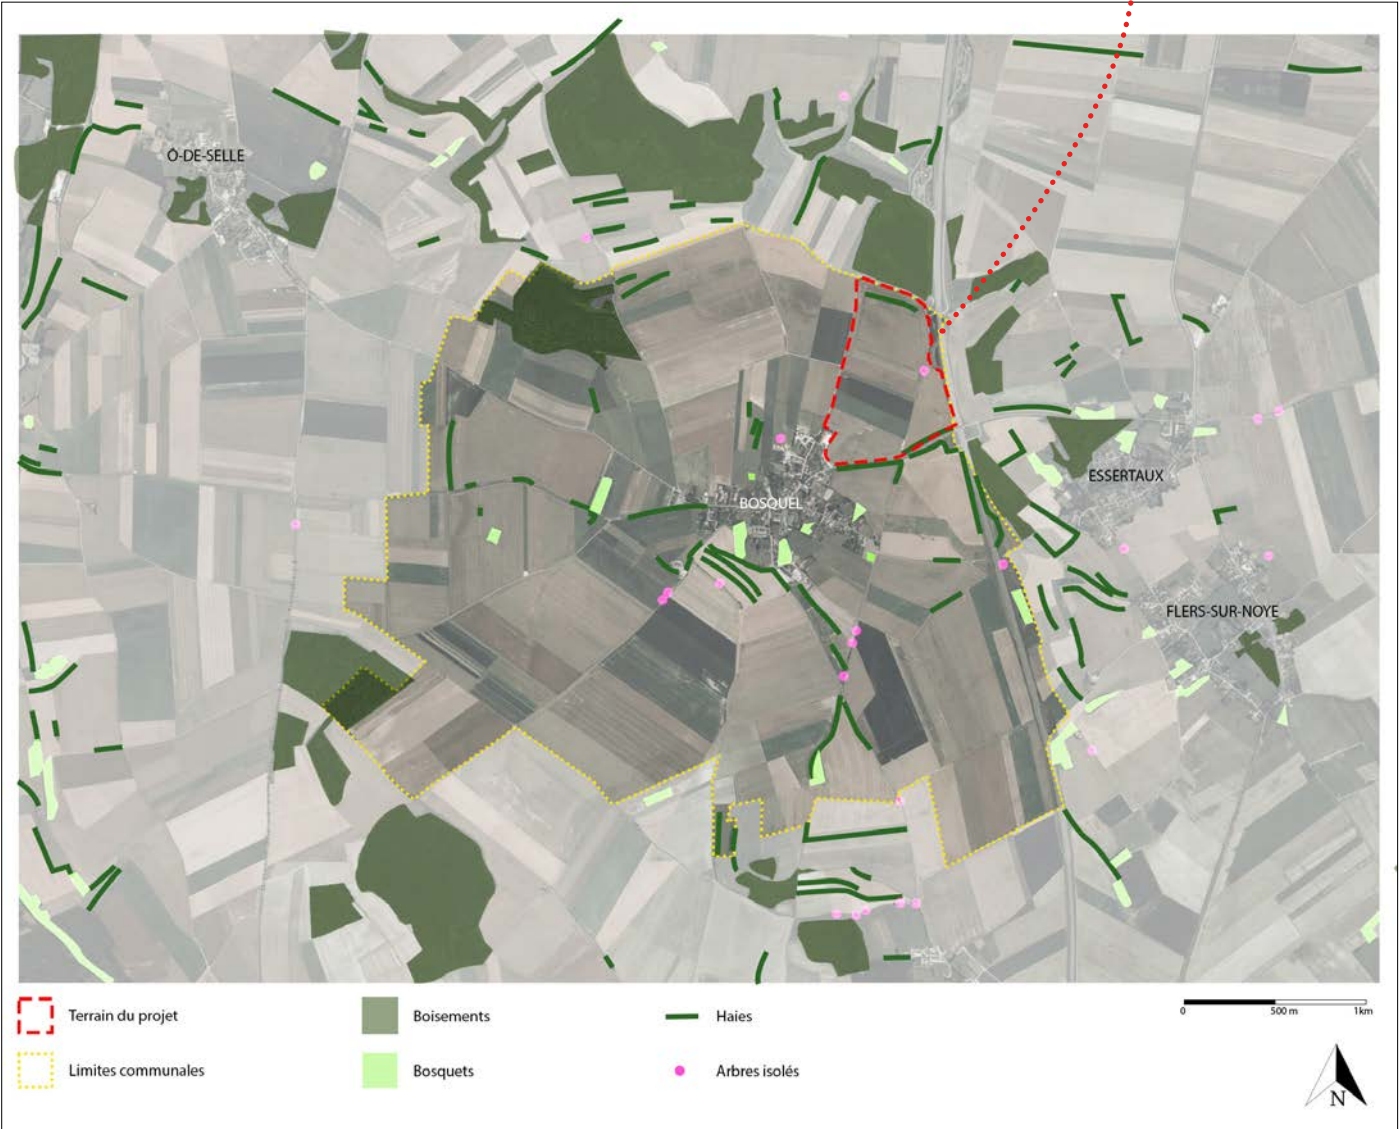 Ô-DE-SELLE
BOSQUEL
ESSERTAUX
FLERS-SUR-NOYE
Terrain du projet
Boisements
Haies
0 500 m 1km
Limites communales
Bosquets
Arbres isolés
N